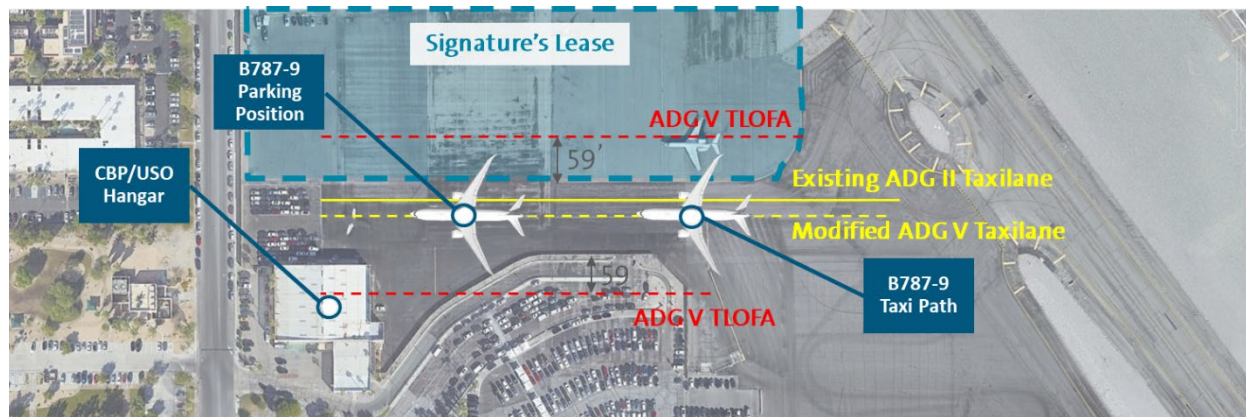 Signature's Lease
B787-9
Parking
Position
ADG V TLOFA
59'
CBP/USO
Hangar
Existing ADG II Taxilane
Modified ADG V Taxilane
59'
ADG V TLOFA
B787-9
Taxi Path